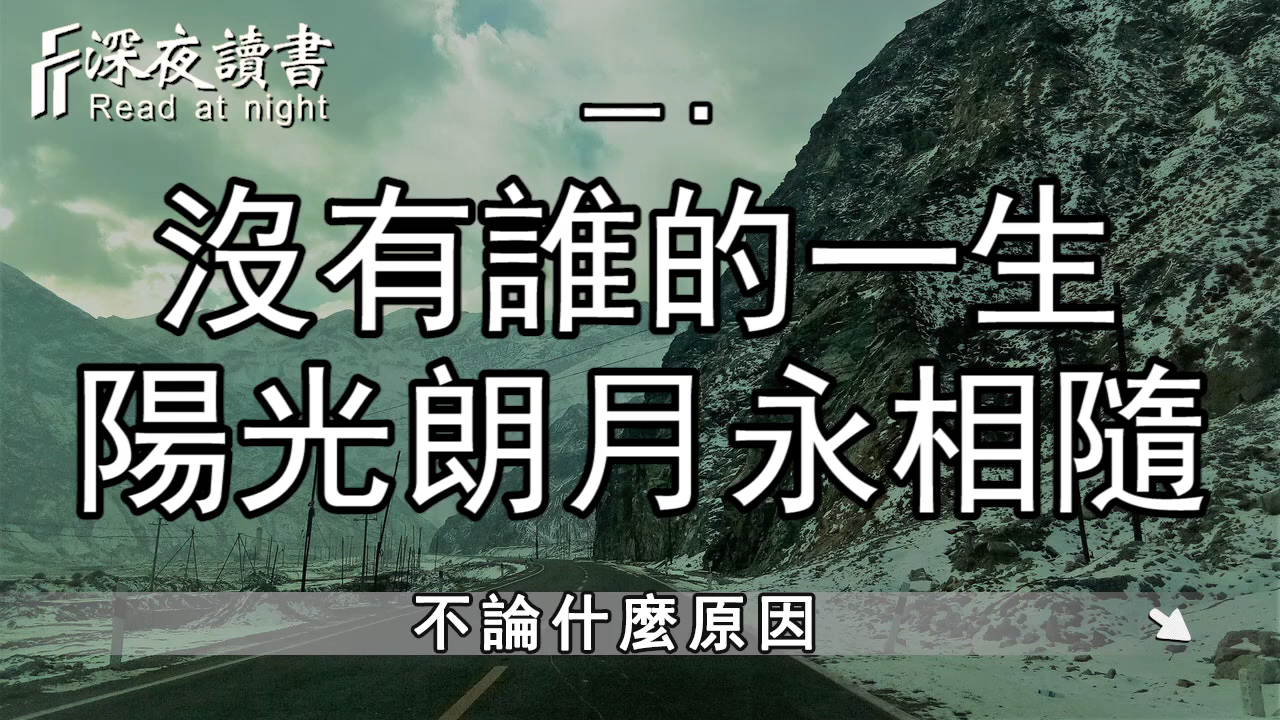 深夜讀書
Read at night
一.
沒有誰的一生
陽光朗月永相隨
不論什麼原因